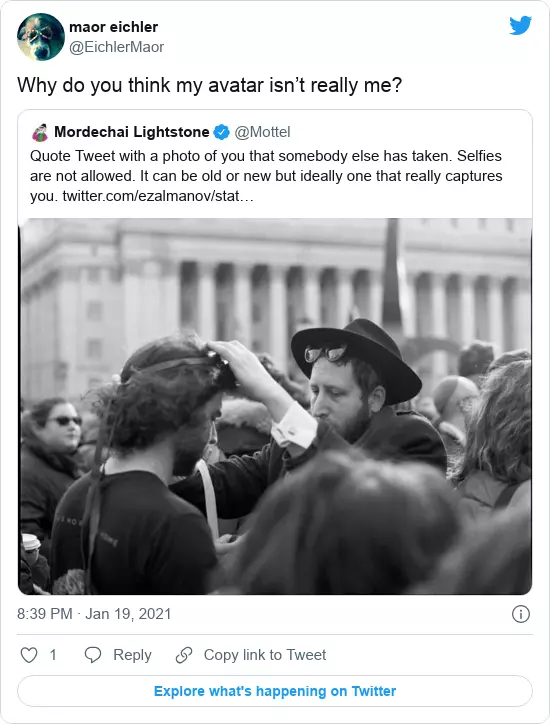 maor eichler
@EichlerMaor
Why do you think my avatar isn’t really me?
Mordechai Lightstone @Mottel
Quote Tweet with a photo of you that somebody else has taken. Selfies
are not allowed. It can be old or new but ideally one that really captures
you. twitter.com/ezalmanov/stat…
8:39 PM · Jan 19, 2021
1 Reply Copy link to Tweet
Explore what's happening on Twitter